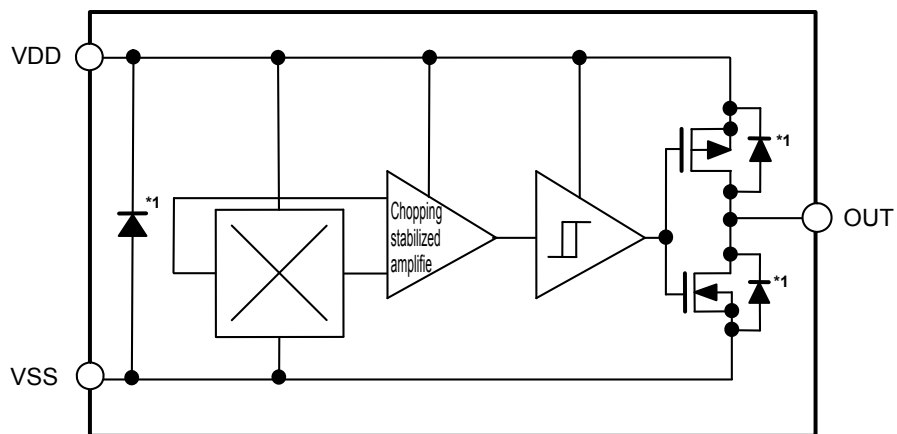 VDD
*1
*1
Chopping
stabilized
amplifie
OUT
*1
VSS